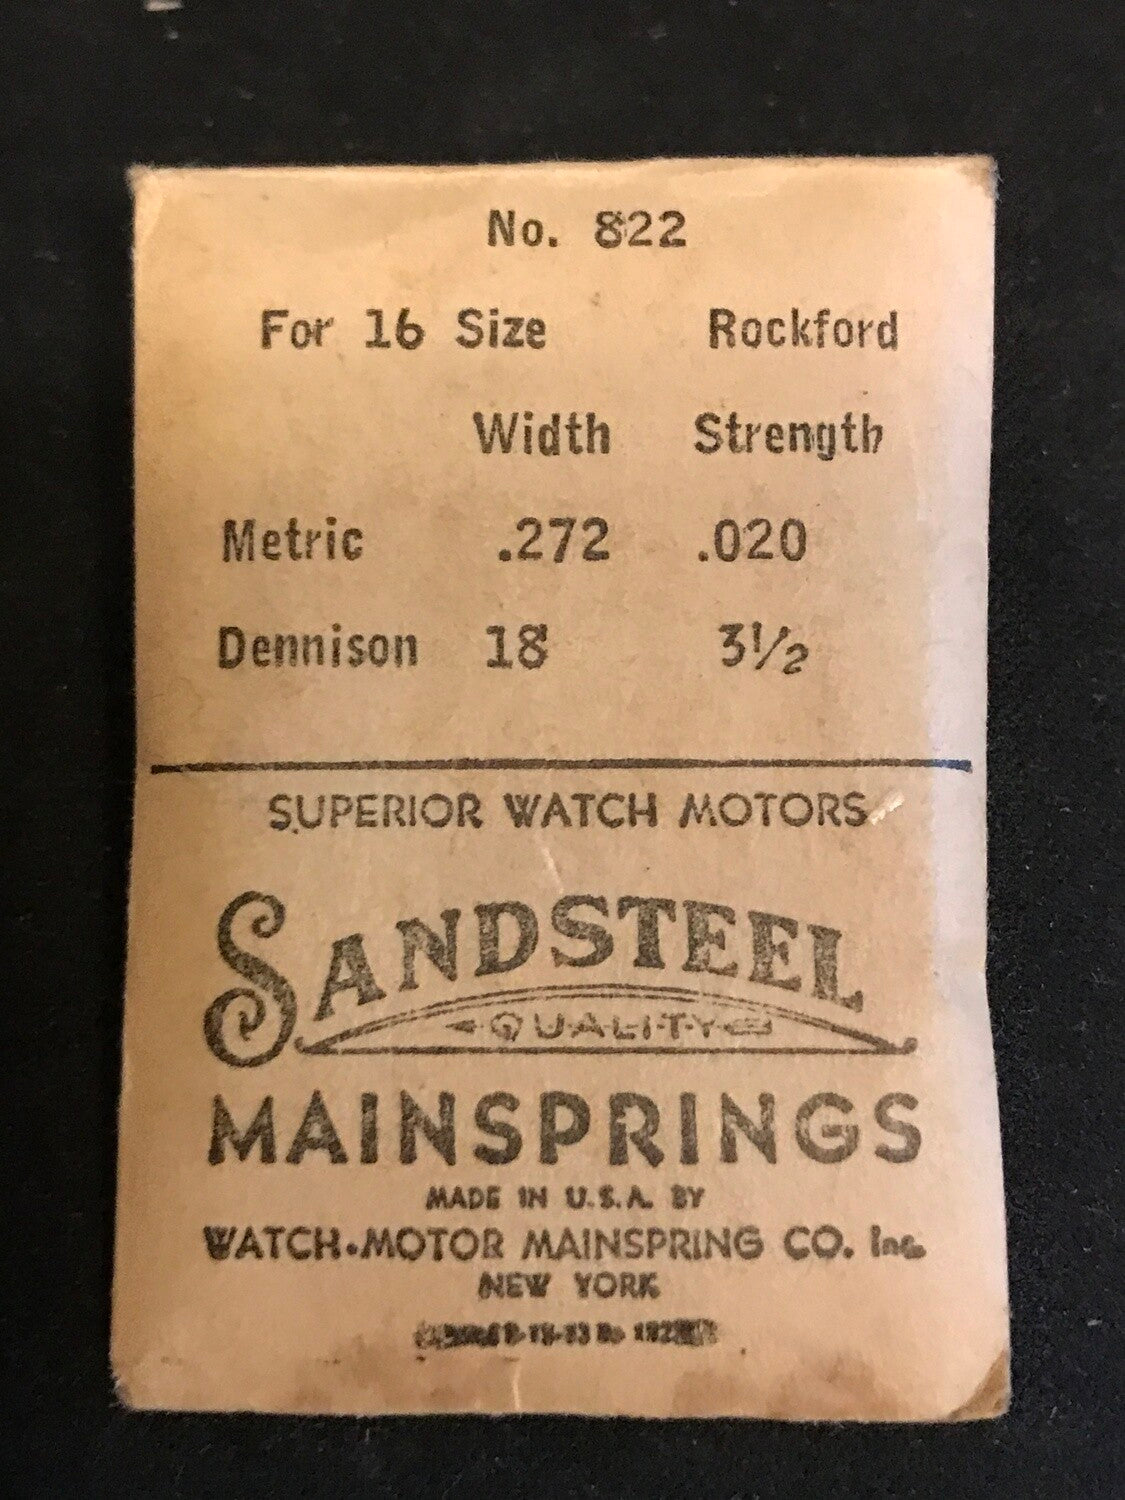 No. 822
For 16 Size Rockford
Width Strength
Metric .272 .020
Dennison 18 3½
SUPERIOR WATCH MOTORS
SANDSTEEL
QUALITY
MAINSPRINGS
MADE IN U.S.A. BY
WATCH-MOTOR MAINSPRING CO. Inc.
NEW YORK